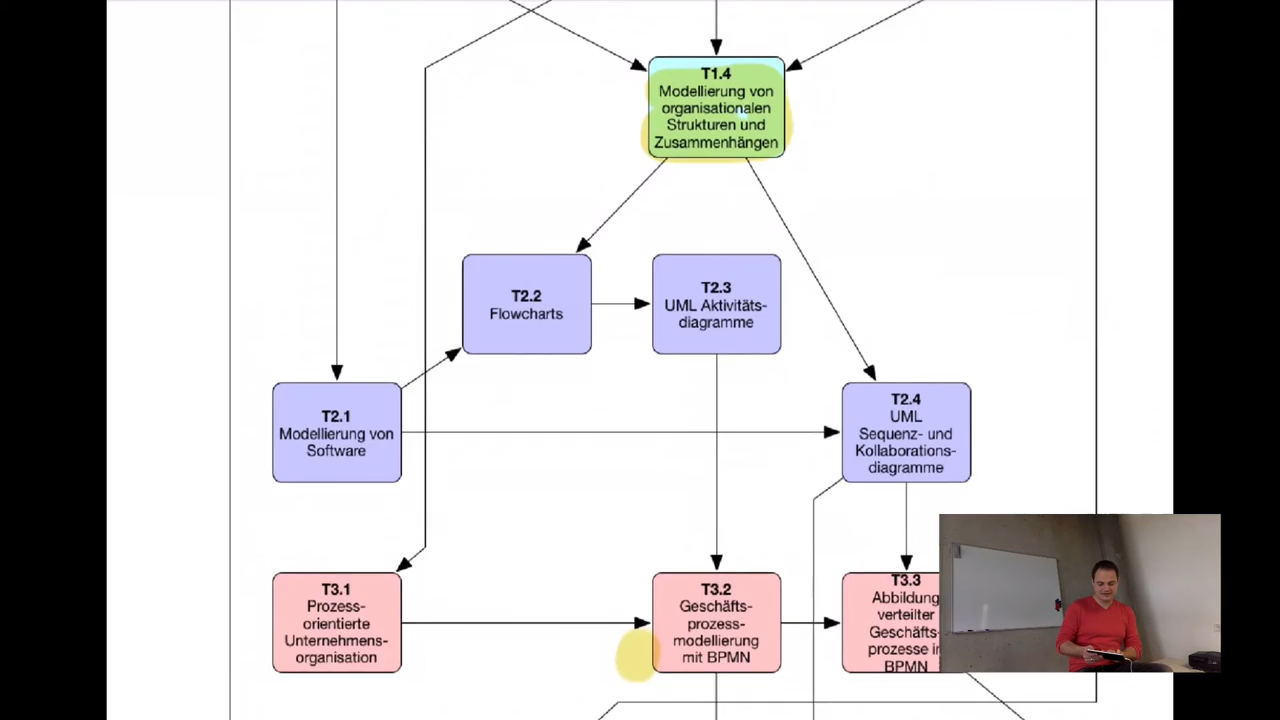 T1.4
Modellierung von
organisationalen
Strukturen und
Zusammenhängen
T2.2
Flowcharts
T2.3
UML Aktivitäts-
diagramme
T2.1
Modellierung von
Software
T2.4
UML
Sequenz- und
Kollaborations-
diagramme
T3.1
Prozess-
orientierte
Unternehmens-
organisation
T3.2
Geschäfts-
prozess-
modellierung
mit BPMN
T3.3
Abbildung
verteilter
Geschäfts-
prozesse in
BPMN